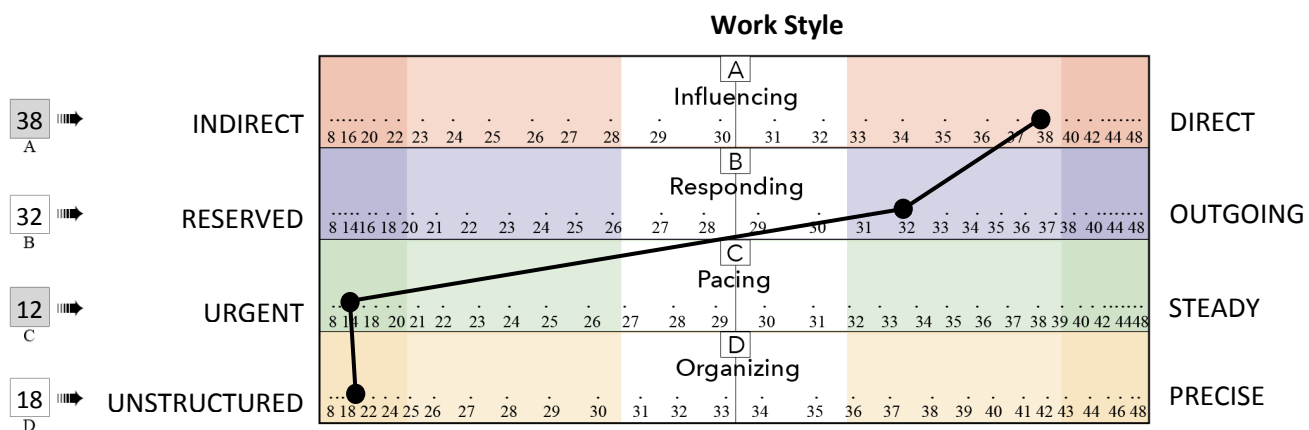 Work Style
A
Influencing
38
A
INDIRECT
DIRECT
8 16 20 22 23 24 25 26 27 28 29 30 31 32 33 34 35 36 37 38 40 42 44 48
B
Responding
32
B
RESERVED
OUTGOING
8 14 16 18 20 21 22 23 24 25 26 27 28 29 30 31 32 33 34 35 36 37 38 40 44 48
C
Pacing
12
C
URGENT
STEADY
8 14 18 20 21 22 23 24 25 26 27 28 29 30 31 32 33 34 35 36 37 38 39 40 42 44 48
D
Organizing
18
D
UNSTRUCTURED
PRECISE
8 18 22 24 25 26 27 28 29 30 31 32 33 34 35 36 37 38 39 40 41 42 43 44 46 48